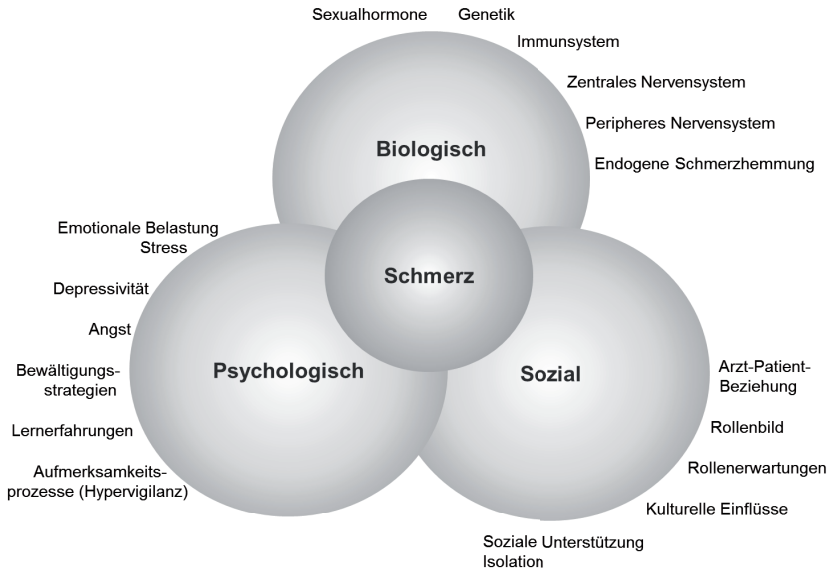 Sexualhormone
Genetik
Immunsystem
Zentrales Nervensystem
Peripheres Nervensystem
Endogene Schmerzhemmung
Biologisch
Schmerz
Emotionale Belastung
Stress
Depressivität
Angst
Bewältigungs-
strategien
Lernerfahrungen
Aufmerksamkeits-
prozesse (Hypervigilanz)
Psychologisch
Sozial
Arzt-Patient-
Beziehung
Rollenbild
Rollenerwartungen
Kulturelle Einflüsse
Soziale Unterstützung
Isolation